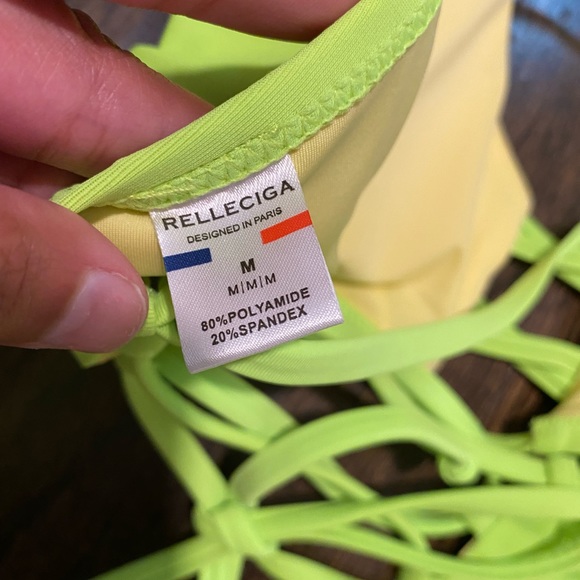 RELLECIGA
DESIGNED IN PARIS
M
M|M|M
80%POLYAMIDE
20%SPANDEX